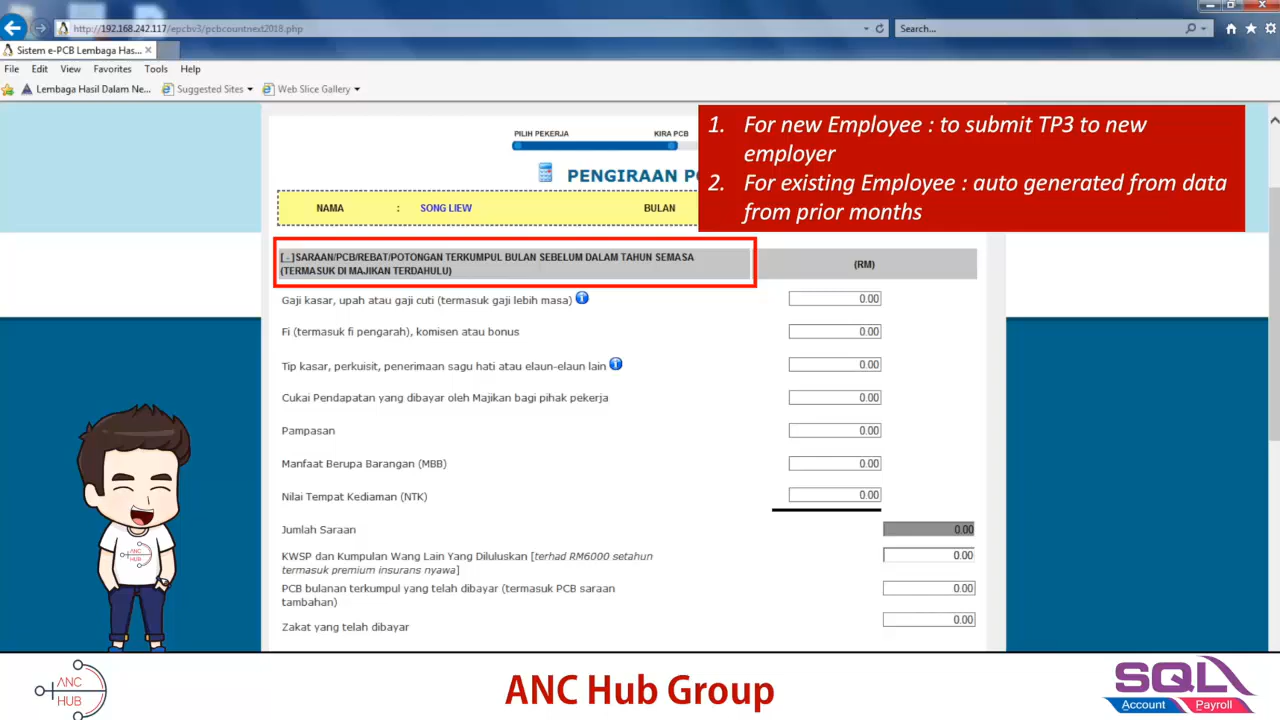 http://192.168.242.117/epcbv3/pcbcountnext2018.php
Search...
Sistem e-PCB Lembaga Has...
File Edit View Favorites Tools Help
Lembaga Hasil Dalam Ne... Suggested Sites Web Slice Gallery
PILIH PEKERJA KIRA PCB
PENGIRAAN P
1. For new Employee : to submit TP3 to new
employer
2. For existing Employee : auto generated from data
from prior months
NAMA : SONG LIEW BULAN
[ - ]SARAAN/PCB/REBAT/POTONGAN TERKUMPUL BULAN SEBELUM DALAM TAHUN SEMASA
(TERMASUK DI MAJIKAN TERDAHULU)
(RM)
Gaji kasar, upah atau gaji cuti (termasuk gaji lebih masa) 0.00
Fi (termasuk fi pengarah), komisen atau bonus 0.00
Tip kasar, perkuisit, penerimaan sagu hati atau elaun-elaun lain 0.00
Cukai Pendapatan yang dibayar oleh Majikan bagi pihak pekerja 0.00
Pampasan 0.00
Manfaat Berupa Barangan (MBB) 0.00
Nilai Tempat Kediaman (NTK) 0.00
Jumlah Saraan 0.00
KWSP dan Kumpulan Wang Lain Yang Diluluskan [terhad RM6000 setahun 0.00
termasuk premium insurans nyawa]
PCB bulanan terkumpul yang telah dibayar (termasuk PCB saraan 0.00
tambahan)
Zakat yang telah dibayar 0.00
ANC
HUB
ANC
HUB
ANC Hub Group
SQL
Account Payroll